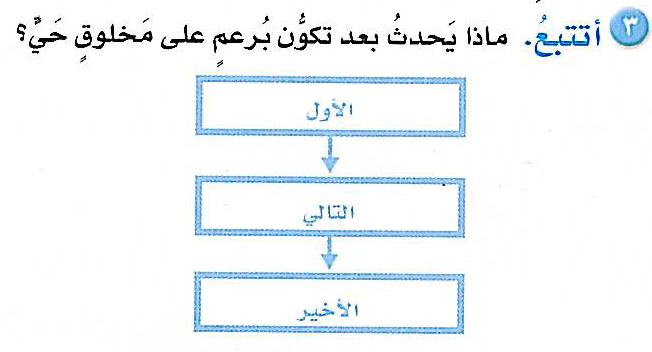 ٣ أتتبعُ. ماذا يَحدثُ بعد تكوُّن بُرعمٍ على مَخلوقٍ حَيٍّ؟
الأول
التالي
الأخير